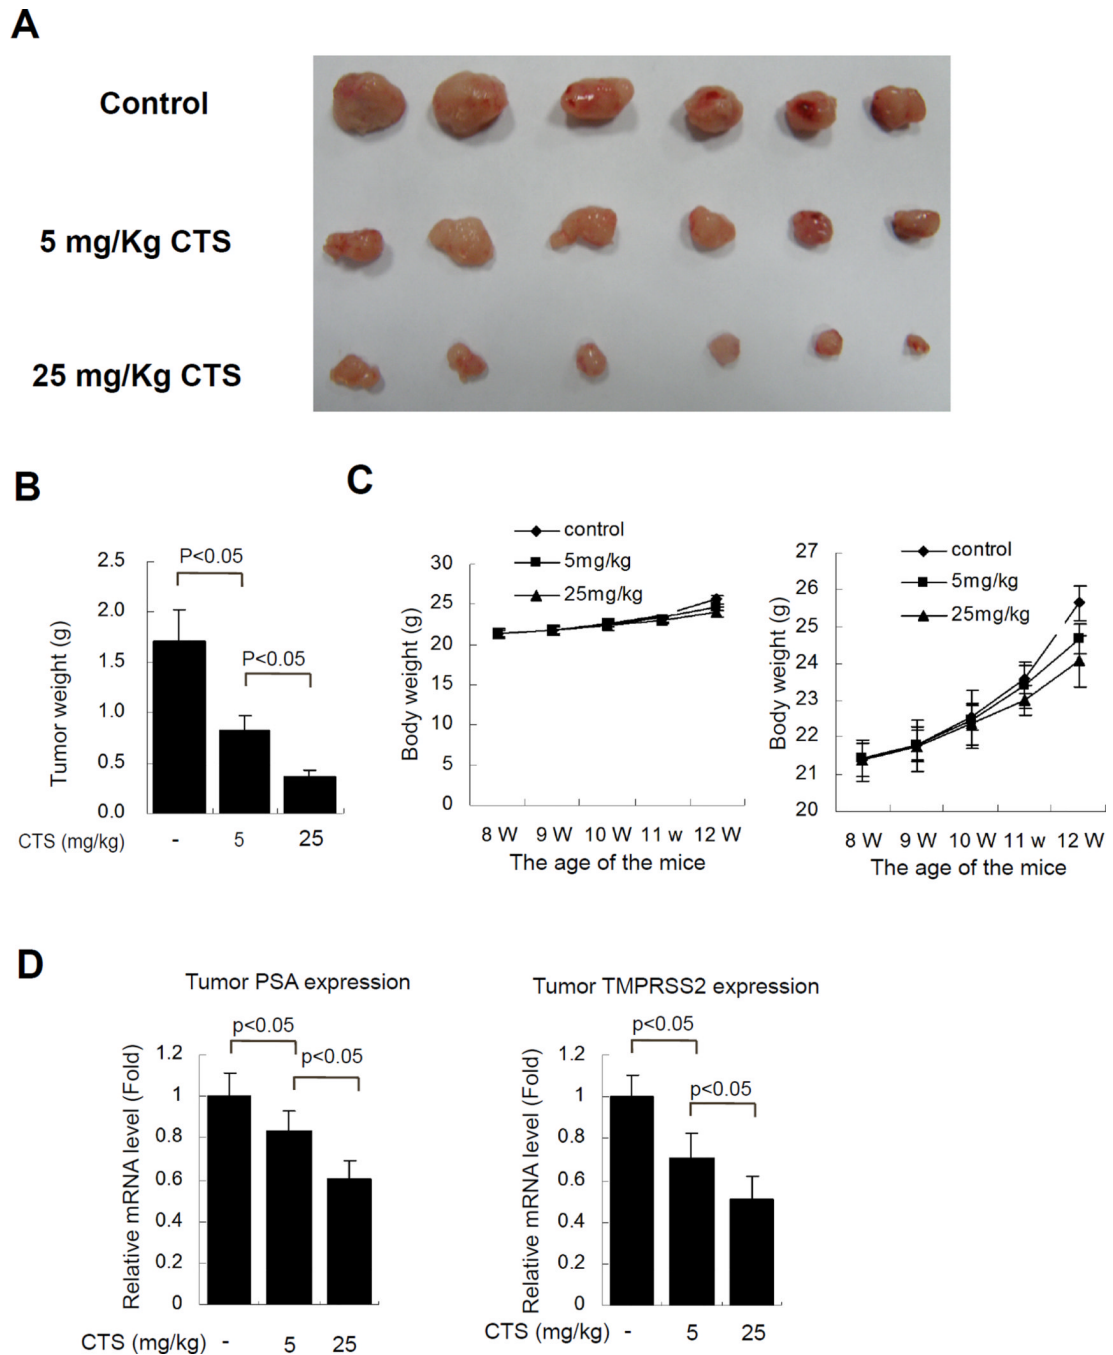 A
Control
5 mg/Kg CTS
25 mg/Kg CTS
B
P<0.05
P<0.05
2.5
2.0
1.5
1.0
0.5
0.0
Tumor weight (g)
CTS (mg/kg)
- 5 25
C
control
5mg/kg
25mg/kg
30
25
20
15
10
5
0
Body weight (g)
8 W 9 W 10 W 11 w 12 W
The age of the mice
control
5mg/kg
25mg/kg
27
26
25
24
23
22
21
20
Body weight (g)
8 W 9 W 10 W 11 w 12 W
The age of the mice
D
Tumor PSA expression
p<0.05
p<0.05
1.2
1
0.8
0.6
0.4
0.2
0
Relative mRNA level (Fold)
CTS (mg/kg) - 5 25
Tumor TMPRSS2 expression
p<0.05
p<0.05
1.2
1
0.8
0.6
0.4
0.2
0
Relative mRNA level (Fold)
CTS (mg/kg) - 5 25